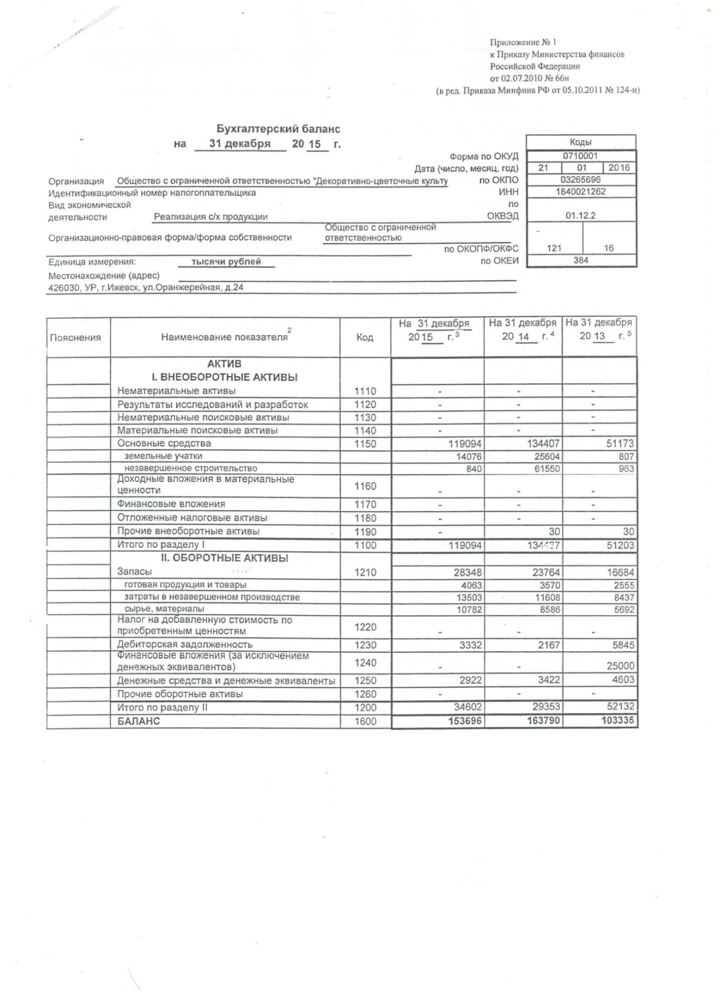 Приложение № 1
к Приказу Министерства финансов
Российской Федерации
от 02.07.2010 № 66н
(в ред. Приказа Минфина РФ от 05.10.2011 № 124-н)
Бухгалтерский баланс
на 31 декабря 20 15 г.
Коды
Форма по ОКУД 0710001
Дата (число, месяц, год) 21 01 2016
Организация Общество с ограниченной ответственностью "Декоративно-цветочные культу по ОКПО 03265696
Идентификационный номер налогоплательщика ИНН 1840021262
Вид экономической по
деятельности Реализация с/х продукции ОКВЭД 01.12.2
Общество с ограниченной -
Организационно-правовая форма/форма собственности ответственностью
по ОКОПФ/ОКФС 121 16
Единица измерения: тысячи рублей по ОКЕИ 384
Местонахождение (адрес)
426030, УР, г.Ижевск, ул.Оранжерейная, д.24
Пояснения Наименование показателя 2 Код На 31 декабря 20 15 г. 3 На 31 декабря 20 14 г. 4 На 31 декабря 20 13 г. 5
АКТИВ
I. ВНЕОБОРОТНЫЕ АКТИВЫ
Нематериальные активы 1110 - - -
Результаты исследований и разработок 1120 - - -
Нематериальные поисковые активы 1130 - - -
Материальные поисковые активы 1140 - - -
Основные средства 1150 119094 134407 51173
земельные учатки 14076 25604 807
незавершенное строительство 840 61550 963
Доходные вложения в материальные
ценности 1160 - - -
Финансовые вложения 1170 - - -
Отложенные налоговые активы 1180 - - -
Прочие внеоборотные активы 1190 - 30 30
Итого по разделу I 1100 119094 134437 51203
II. ОБОРОТНЫЕ АКТИВЫ
Запасы 1210 28348 23764 16684
готовая продукция и товары 4063 3570 2555
затраты в незавершенном производстве 13503 11608 8437
сырье, материалы 10782 8586 5692
Налог на добавленную стоимость по
приобретенным ценностям 1220 - - -
Дебиторская задолженность 1230 3332 2167 5845
Финансовые вложения (за исключением
денежных эквивалентов) 1240 - - 25000
Денежные средства и денежные эквиваленты 1250 2922 3422 4603
Прочие оборотные активы 1260 - - -
Итого по разделу II 1200 34602 29353 52132
БАЛАНС 1600 153696 163790 103335